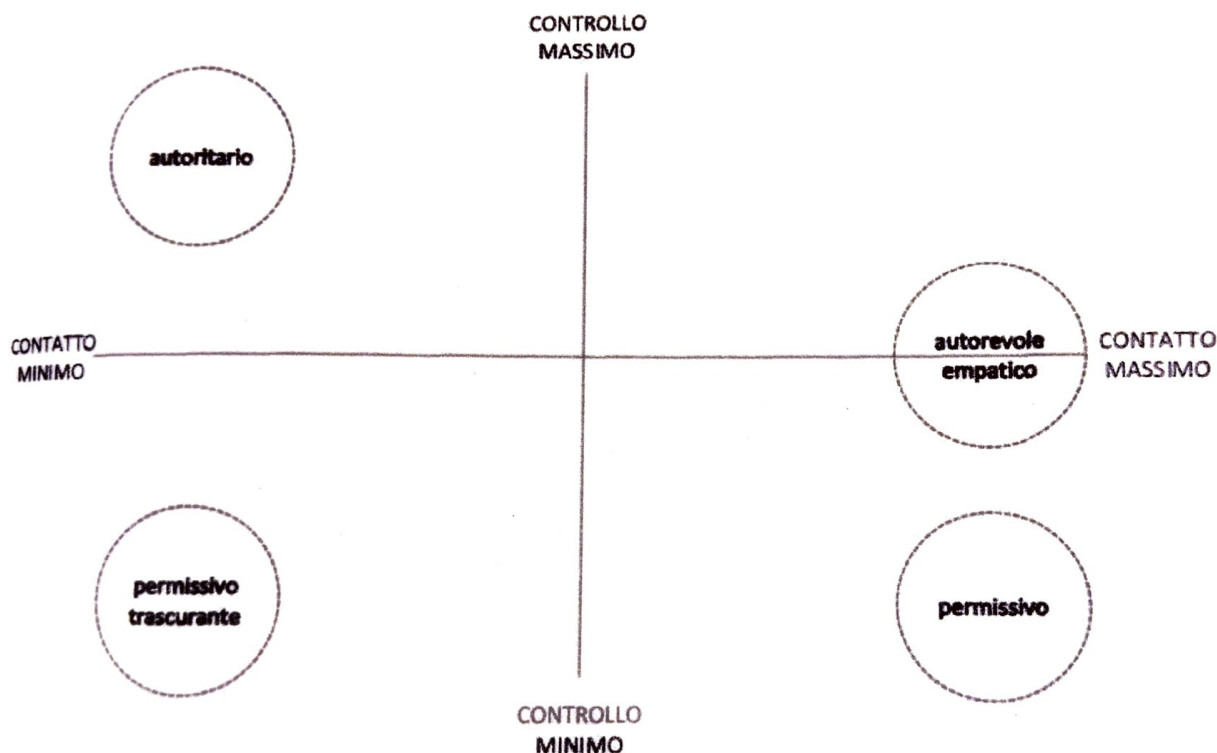 CONTROLLO
MASSIMO
autoritario
CONTATTO
MINIMO
autorevole
empatico
CONTATTO
MASSIMO
permissivo
trascurante
permissivo
CONTROLLO
MINIMO